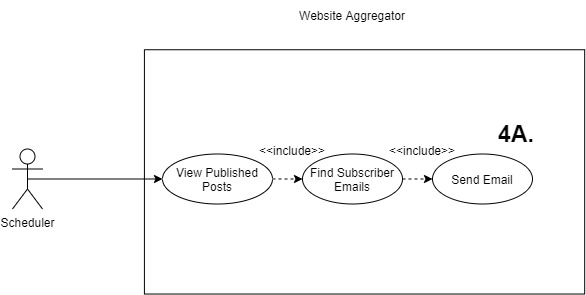 Website Aggregator
4A.
<<include>> <<include>>
View Published
Posts
Find Subscriber
Emails
Send Email
Scheduler